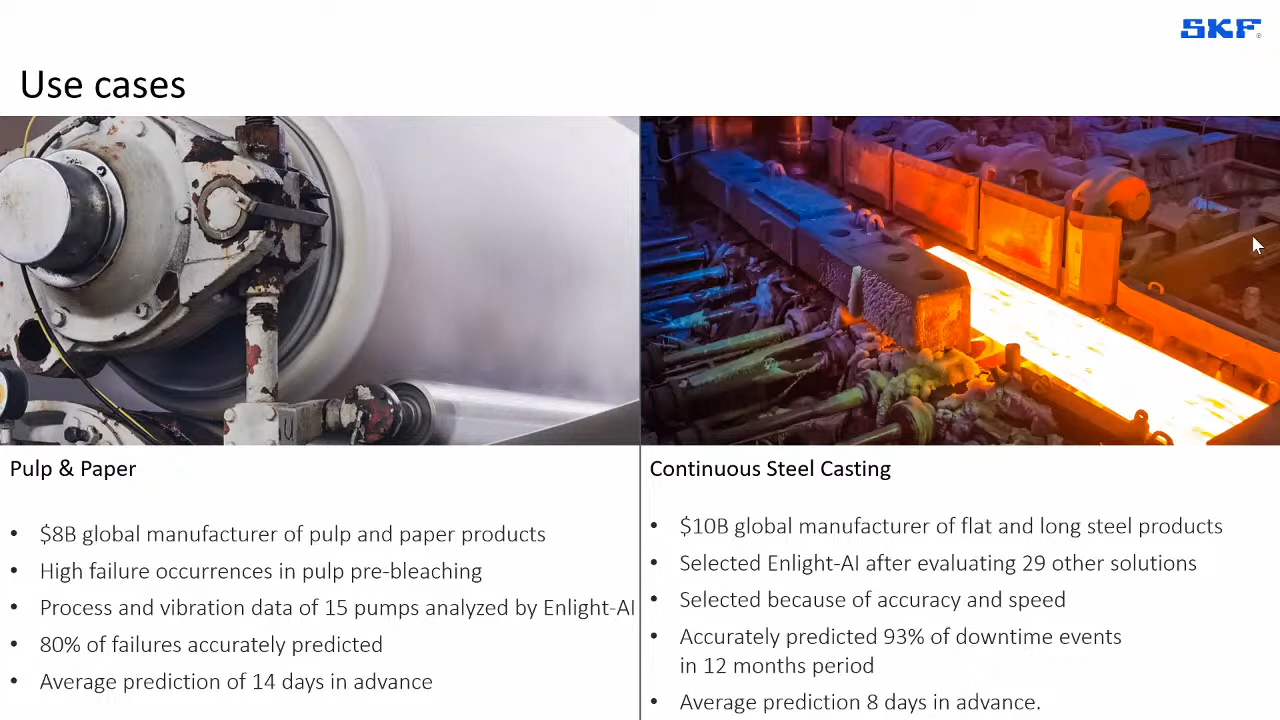 SKF
Use cases
Pulp & Paper
• $8B global manufacturer of pulp and paper products
• High failure occurrences in pulp pre-bleaching
• Process and vibration data of 15 pumps analyzed by Enlight-AI
• 80% of failures accurately predicted
• Average prediction of 14 days in advance
Continuous Steel Casting
• $10B global manufacturer of flat and long steel products
• Selected Enlight-AI after evaluating 29 other solutions
• Selected because of accuracy and speed
• Accurately predicted 93% of downtime events
in 12 months period
• Average prediction 8 days in advance.